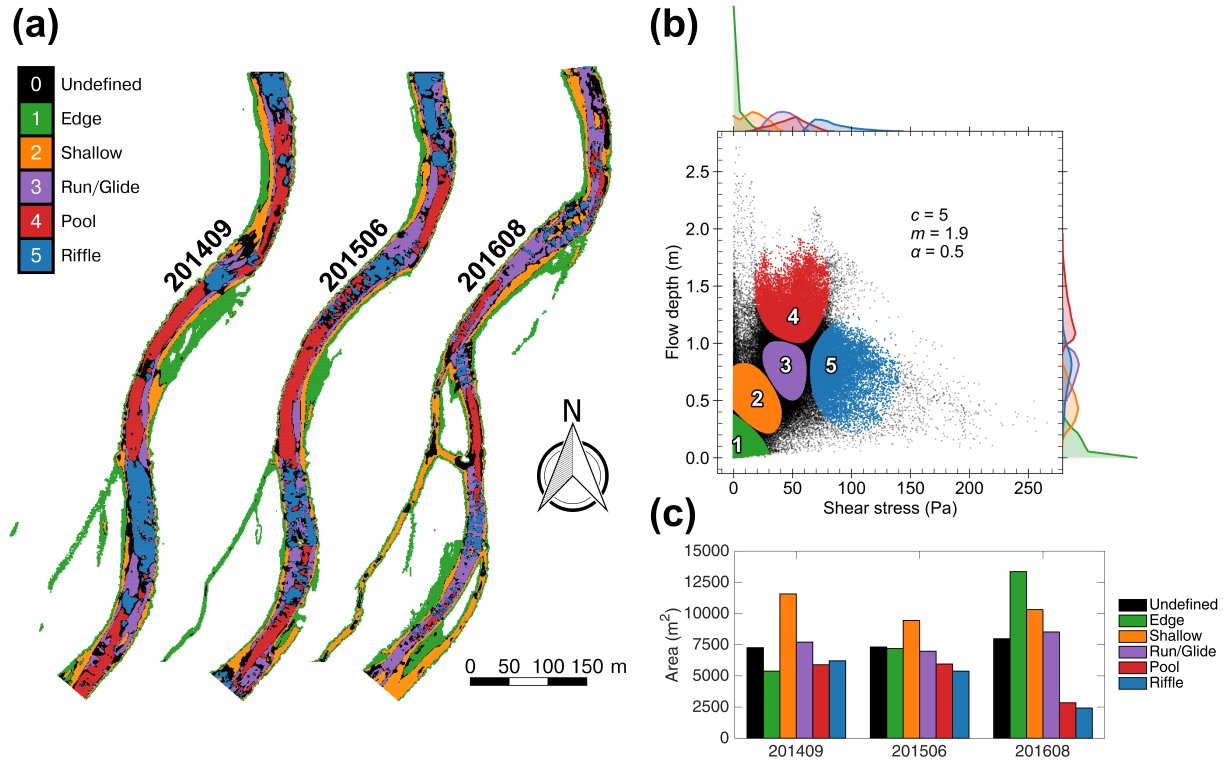 (a)
0 Undefined
1 Edge
2 Shallow
3 Run/Glide
4 Pool
5 Riffle
201409
201506
201608
N
0 50 100 150 m
(b)
c = 5
m = 1.9
α = 0.5
Flow depth (m)
2.5
2.0
1.5
1.0
0.5
0.0
4
3
5
2
1
0 50 100 150 200 250
Shear stress (Pa)
(c)
Area (m²)
15000
12500
10000
7500
5000
2500
0
201409 201506 201608
Undefined
Edge
Shallow
Run/Glide
Pool
Riffle